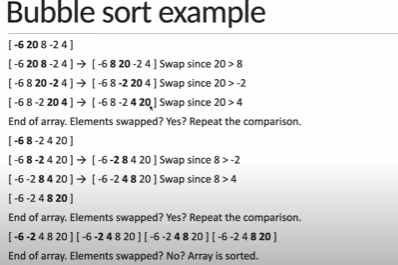 Bubble sort example
[ -6 20 8 -2 4 ]
[ -6 20 8 -2 4 ] → [ -6 8 20 -2 4 ] Swap since 20 > 8
[ -6 8 20 -2 4 ] → [ -6 8 -2 20 4 ] Swap since 20 > -2
[ -6 8 -2 20 4 ] → [ -6 8 -2 4 20 ] Swap since 20 > 4
End of array. Elements swapped? Yes? Repeat the comparison.
[ -6 8 -2 4 20 ]
[ -6 8 -2 4 20 ] → [ -6 -2 8 4 20 ] Swap since 8 > -2
[ -6 -2 8 4 20 ] → [ -6 -2 4 8 20 ] Swap since 8 > 4
[ -6 -2 4 8 20 ]
End of array. Elements swapped? Yes? Repeat the comparison.
[ -6 -2 4 8 20 ] [ -6 -2 4 8 20 ] [ -6 -2 4 8 20 ] [ -6 -2 4 8 20 ]
End of array. Elements swapped? No? Array is sorted.